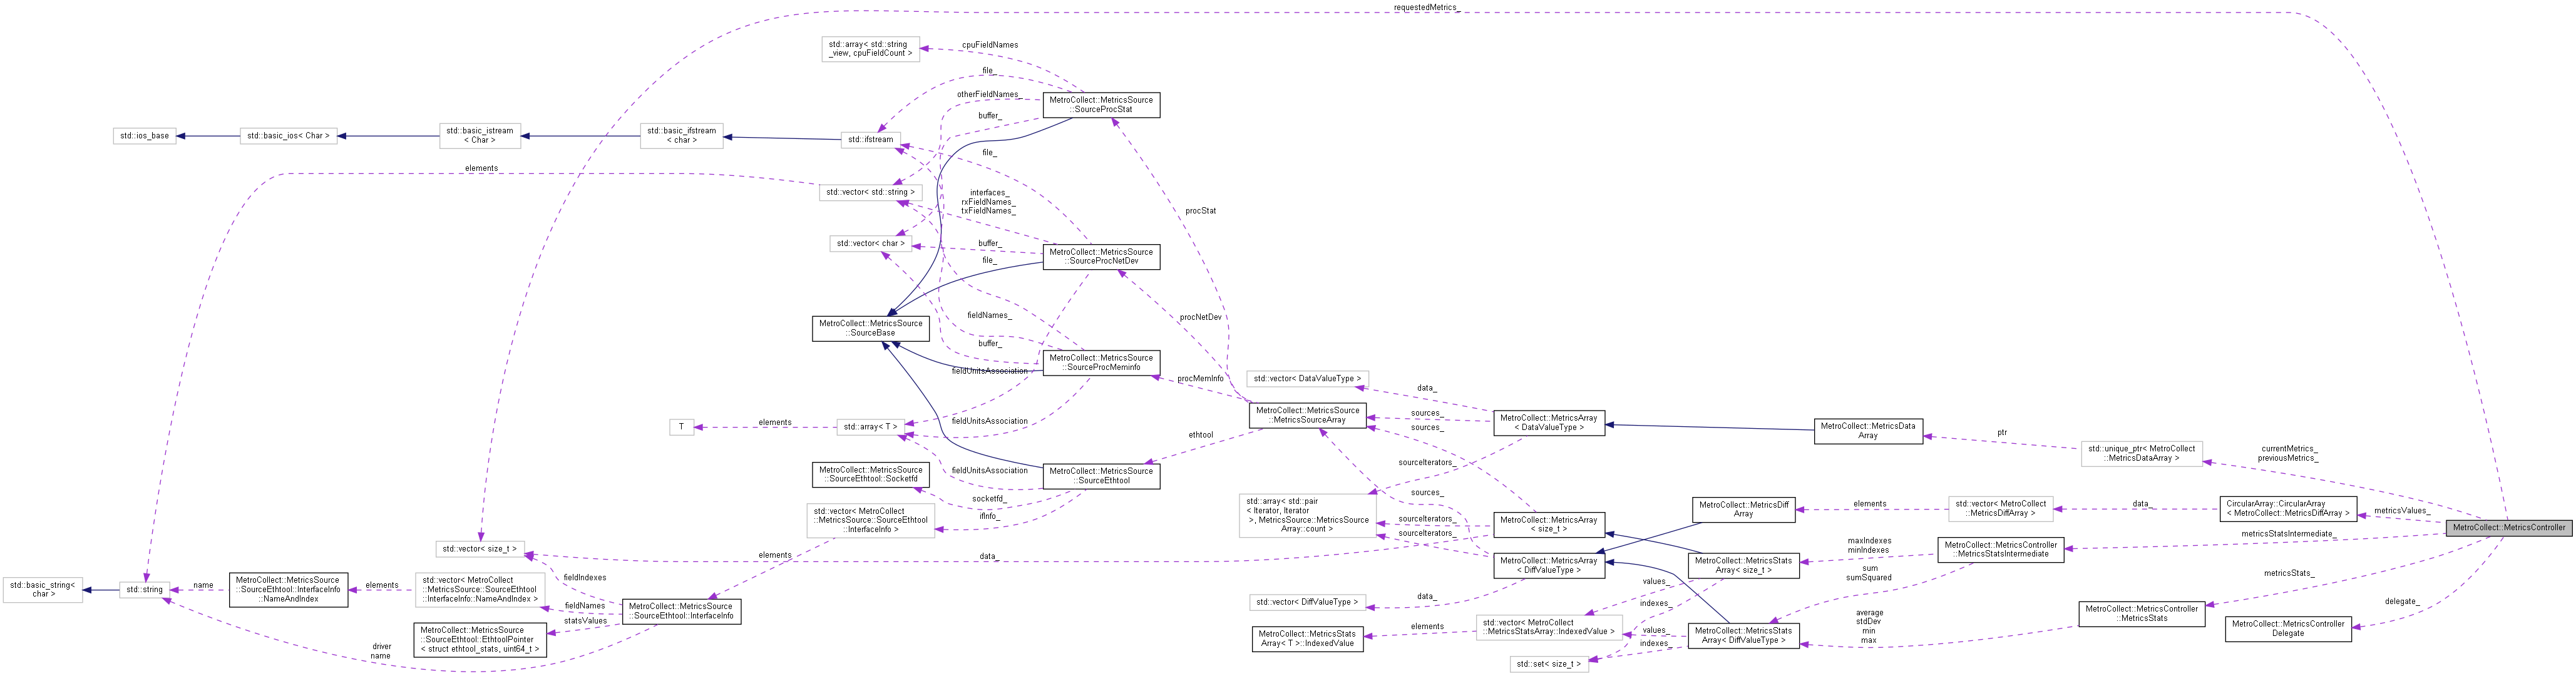 requestedMetrics_
std::array< std::string
_view, cpuFieldCount >
cpuFieldNames
file_
otherFieldNames_
MetroCollect::MetricsSource
::SourceProcStat
buffer_
std::ios_base
std::basic_ios< Char >
std::basic_istream
< Char >
std::basic_ifstream
< char >
std::ifstream
file_
elements
std::vector< std::string >
interfaces_
rxFieldNames_
txFieldNames_
procStat
std::vector< char >
buffer_
MetroCollect::MetricsSource
::SourceProcNetDev
file_
MetroCollect::MetricsSource
::SourceBase
fieldNames_
procNetDev
buffer_
MetroCollect::MetricsSource
::SourceProcMeminfo
fieldUnitsAssociation
procMemInfo
std::vector< DataValueType >
data_
T
elements
std::array< T >
fieldUnitsAssociation
MetroCollect::MetricsSource
::MetricsSourceArray
sources_
sources_
MetroCollect::MetricsArray
< DataValueType >
MetroCollect::MetricsData
Array
ptr
ethtool
std::unique_ptr< MetroCollect
::MetricsDataArray >
currentMetrics_
previousMetrics_
MetroCollect::MetricsSource
::SourceEthtool::Socketfd
fieldUnitsAssociation
MetroCollect::MetricsSource
::SourceEthtool
sourceIterators_
socketfd_
ifInfo_
std::vector< MetroCollect
::MetricsSource::SourceEthtool
::InterfaceInfo >
std::array< std::pair
< Iterator, Iterator
>, MetricsSource::MetricsSource
Array::count >
sources_
sourceIterators_
sourceIterators_
MetroCollect::MetricsArray
< size_t >
MetroCollect::MetricsDiff
Array
elements
std::vector< MetroCollect
::MetricsDiffArray >
data_
CircularArray::CircularArray
< MetroCollect::MetricsDiffArray >
metricsValues_
MetroCollect::MetricsController
std::vector< size_t >
elements
data_
MetroCollect::MetricsArray
< DiffValueType >
MetroCollect::MetricsStats
Array< size_t >
maxIndexes
minIndexes
MetroCollect::MetricsController
::MetricsStatsIntermediate
metricsStatsIntermediate_
sum
sumSquared
metricsStats_
std::basic_string<
char >
std::string
name
MetroCollect::MetricsSource
::SourceEthtool::InterfaceInfo
::NameAndIndex
elements
std::vector< MetroCollect
::MetricsSource::SourceEthtool
::InterfaceInfo::NameAndIndex >
fieldIndexes
fieldNames
statsValues
MetroCollect::MetricsSource
::SourceEthtool::InterfaceInfo
MetroCollect::MetricsSource
::SourceEthtool::EthtoolPointer
< struct ethtool_stats, uint64_t >
driver
name
std::vector< DiffValueType >
data_
values_
indexes_
MetroCollect::MetricsStats
Array< T >::IndexedValue
elements
std::vector< MetroCollect
::MetricsStatsArray::IndexedValue >
values_
indexes_
MetroCollect::MetricsStats
Array< DiffValueType >
average
stdDev
min
max
MetroCollect::MetricsController
::MetricsStats
delegate_
MetroCollect::MetricsController
Delegate
std::set< size_t >